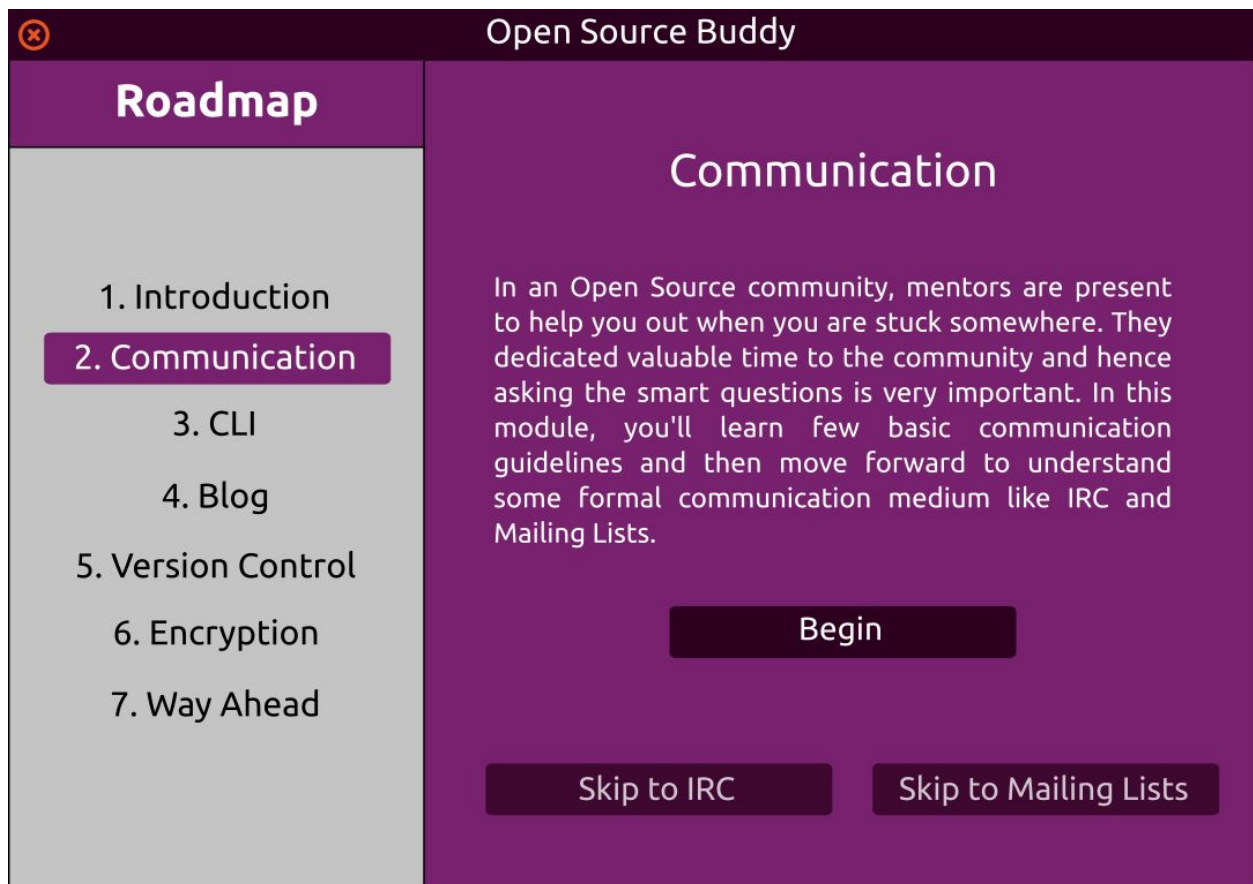 Open Source Buddy
Roadmap
1. Introduction
2. Communication
3. CLI
4. Blog
5. Version Control
6. Encryption
7. Way Ahead
Communication
In an Open Source community, mentors are present
to help you out when you are stuck somewhere. They
dedicated valuable time to the community and hence
asking the smart questions is very important. In this
module, you'll learn few basic communication
guidelines and then move forward to understand
some formal communication medium like IRC and
Mailing Lists.
Begin
Skip to IRC
Skip to Mailing Lists